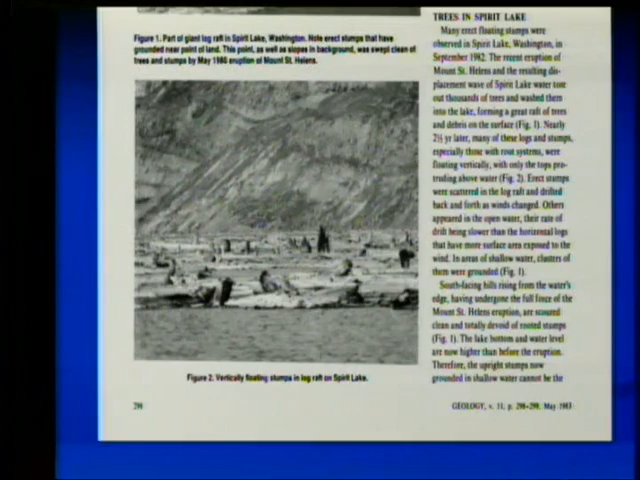 Figure 1. Part of giant log raft in Spirit Lake, Washington. Note erect stumps that have
grounded near point of land. This point, as well as slopes in background, was swept clean of
trees and stumps by May 1980 eruption of Mount St. Helens.
Figure 2. Vertically floating stumps in log raft on Spirit Lake.
298
TREES IN SPIRIT LAKE
Many erect floating stumps were
observed in Spirit Lake, Washington, in
September 1982. The recent eruption of
Mount St. Helens and the resulting dis-
placement wave of Spirit Lake water tore
out thousands of trees and washed them
into the lake, forming a great raft of trees
and debris on the surface (Fig. 1). Nearly
2½ yr later, many of these logs and stumps,
especially those with root systems, were
floating vertically, with only the tops pro-
truding above water (Fig. 2). Erect stumps
were scattered in the log raft and drifted
back and forth as winds changed. Others
appeared in the open water, their rate of
drift being slower than the horizontal logs
that have more surface area exposed to the
wind. In areas of shallow water, clusters of
them were grounded (Fig. 1).
South-facing hills rising from the water's
edge, having undergone the full force of the
Mount St. Helens eruption, are scoured
clean and totally devoid of rooted stumps
(Fig. 1). The lake bottom and water level
are now higher than before the eruption.
Therefore, the upright stumps now
grounded in shallow water cannot be the
GEOLOGY, v. 11, p. 298-299, May 1983